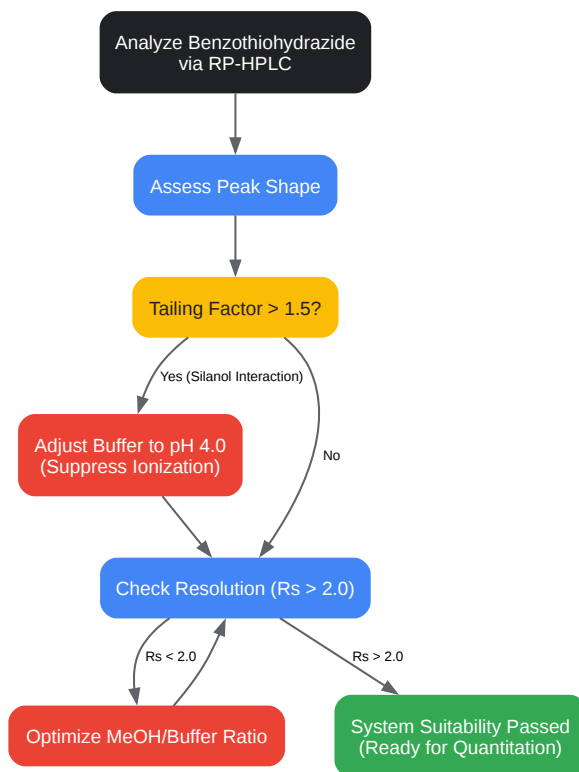 Analyze Benzothiohydrazide
via RP-HPLC
Assess Peak Shape
Tailing Factor > 1.5?
Yes (Silanol Interaction)
Adjust Buffer to pH 4.0
(Suppress Ionization)
No
Check Resolution (Rs > 2.0)
Rs < 2.0
Rs > 2.0
Optimize MeOH/Buffer Ratio
System Suitability Passed
(Ready for Quantitation)